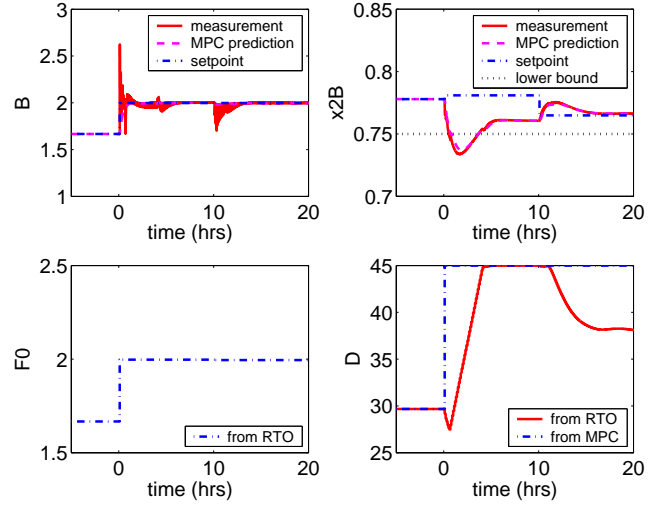 3
2.5
2
1.5
1
B
0
10
20
time (hrs)
measurement
MPC prediction
setpoint
0.85
0.8
0.75
0.7
x2B
0
10
20
time (hrs)
measurement
MPC prediction
setpoint
lower bound
2.5
2
1.5
F0
0
10
20
time (hrs)
from RTO
45
40
35
30
25
D
0
10
20
time (hrs)
from RTO
from MPC